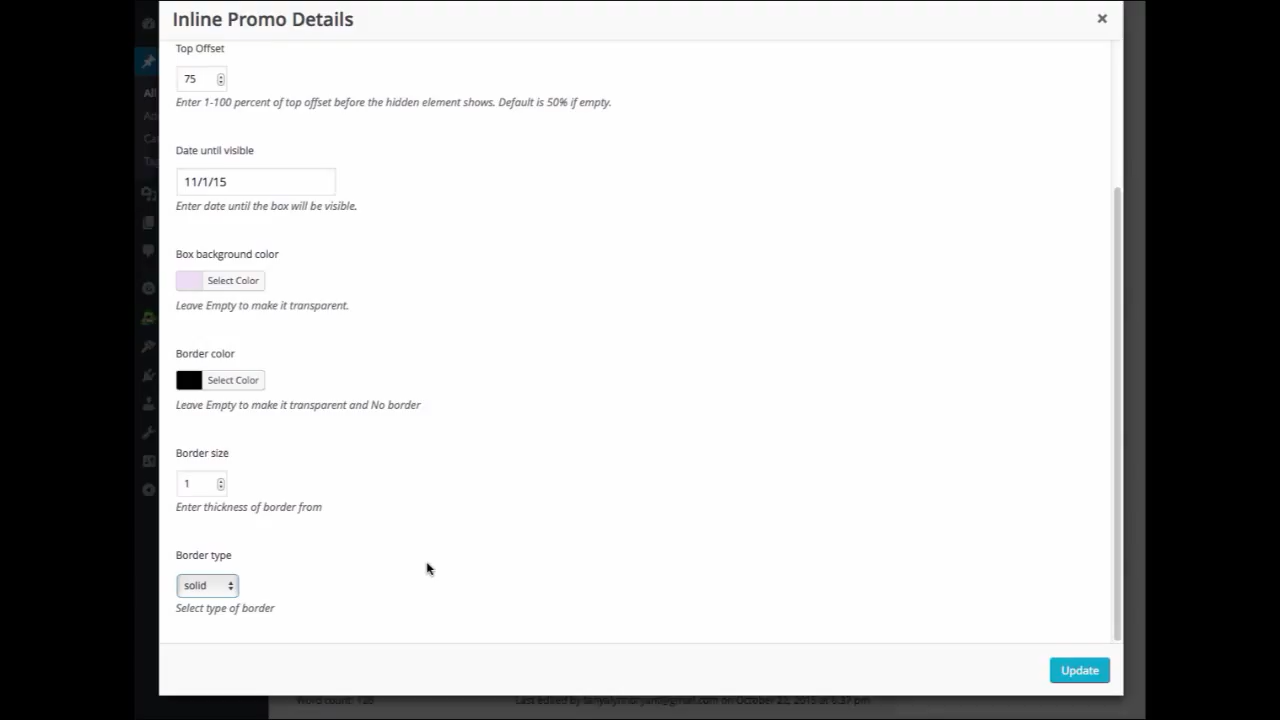 Inline Promo Details
×
Top Offset
75
Enter 1-100 percent of top offset before the hidden element shows. Default is 50% if empty.
Date until visible
11/1/15
Enter date until the box will be visible.
Box background color
Select Color
Leave Empty to make it transparent.
Border color
Select Color
Leave Empty to make it transparent and No border
Border size
1
Enter thickness of border from
Border type
solid
Select type of border
Update
All
Word count: 128